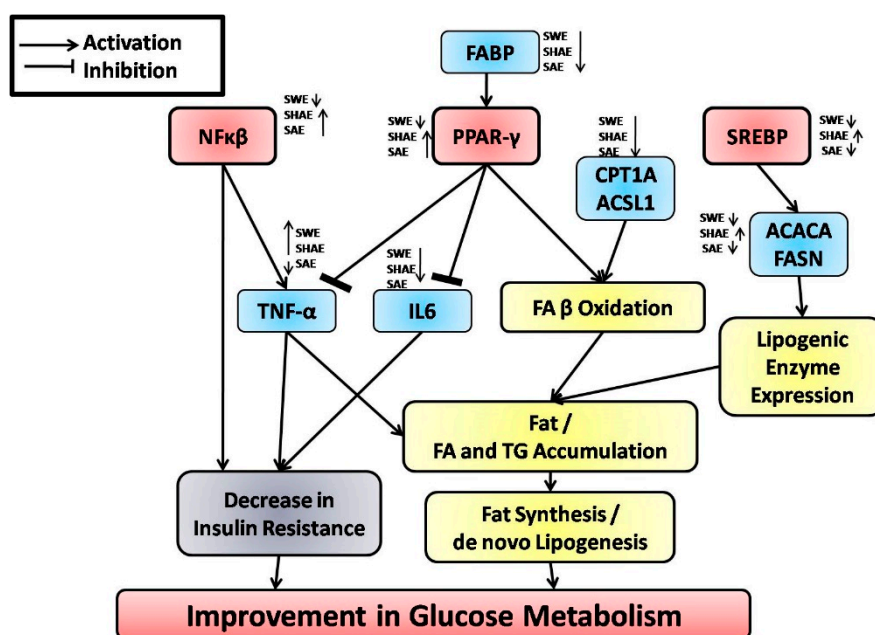 Activation
Inhibition
FABP
SWE
SHAE
SAE
NFκβ
SWE
SHAE
SAE
SWE
SHAE
SAE
PPAR-γ
SWE
SHAE
SAE
CPT1A
ACSL1
SREBP
SWE
SHAE
SAE
SWE
SHAE
SAE
ACACA
FASN
SWE
SHAE
SAE
TNF-α
SWE
SHAE
SAE
IL6
FA β Oxidation
Lipogenic
Enzyme
Expression
Fat /
FA and TG Accumulation
Decrease in
Insulin Resistance
Fat Synthesis /
de novo Lipogenesis
Improvement in Glucose Metabolism